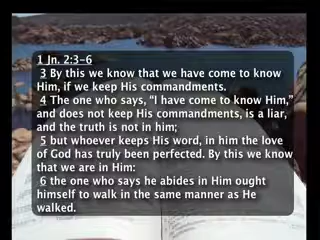 1 Jn. 2:3-6
3 By this we know that we have come to know
Him, if we keep His commandments.
4 The one who says, “I have come to know Him,”
and does not keep His commandments, is a liar,
and the truth is not in him;
5 but whoever keeps His word, in him the love
of God has truly been perfected. By this we know
that we are in Him:
6 the one who says he abides in Him ought
himself to walk in the same manner as He
walked.